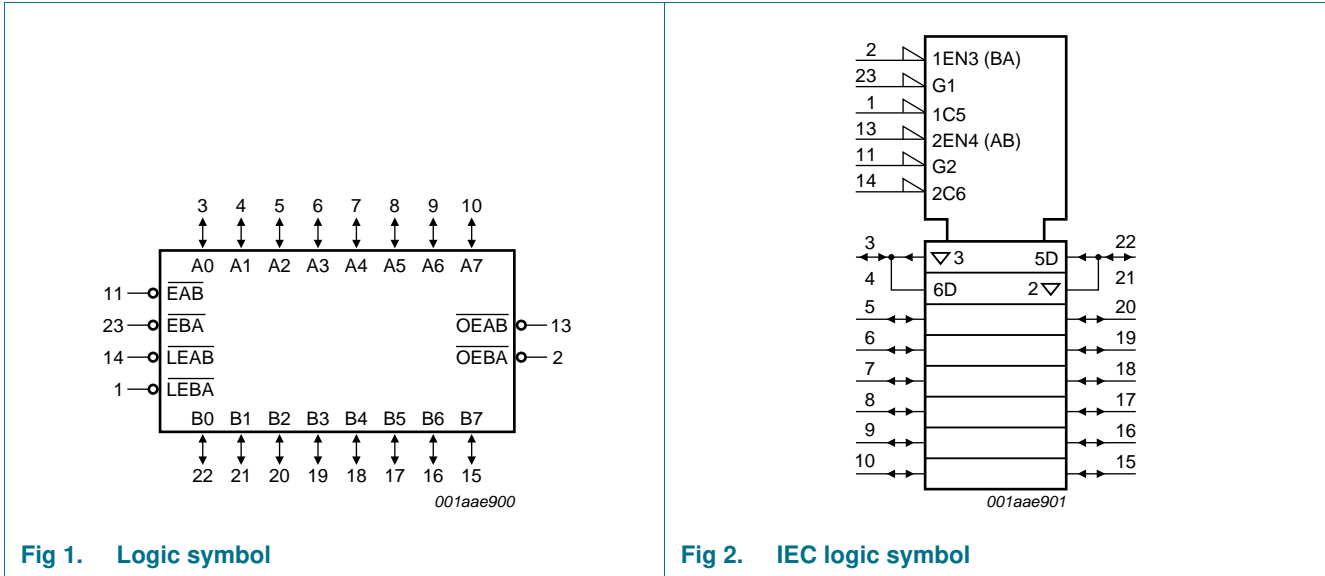 3 4 5 6 7 8 9 10
A0 A1 A2 A3 A4 A5 A6 A7
11 EAB
23 EBA OEAB 13
14 LEAB OEBA 2
1 LEBA
B0 B1 B2 B3 B4 B5 B6 B7
22 21 20 19 18 17 16 15
001aae900
Fig 1. Logic symbol
2 1EN3 (BA)
23 G1
1 1C5
13 2EN4 (AB)
11 G2
14 2C6
3 ▽3 5D 22
4 6D 2▽ 21
5 20
6 19
7 18
8 17
9 16
10 15
001aae901
Fig 2. IEC logic symbol